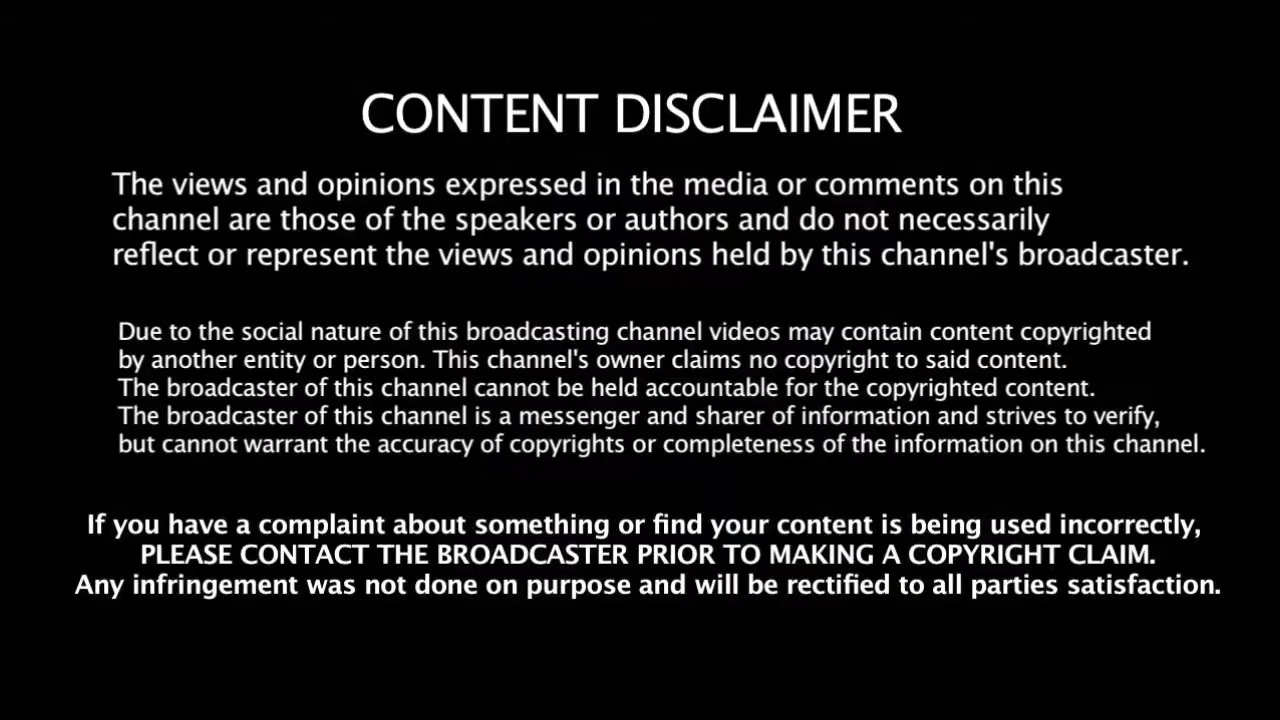 CONTENT DISCLAIMER
The views and opinions expressed in the media or comments on this
channel are those of the speakers or authors and do not necessarily
reflect or represent the views and opinions held by this channel's broadcaster.
Due to the social nature of this broadcasting channel videos may contain content copyrighted
by another entity or person. This channel's owner claims no copyright to said content.
The broadcaster of this channel cannot be held accountable for the copyrighted content.
The broadcaster of this channel is a messenger and sharer of information and strives to verify,
but cannot warrant the accuracy of copyrights or completeness of the information on this channel.
If you have a complaint about something or find your content is being used incorrectly,
PLEASE CONTACT THE BROADCASTER PRIOR TO MAKING A COPYRIGHT CLAIM.
Any infringement was not done on purpose and will be rectified to all parties satisfaction.